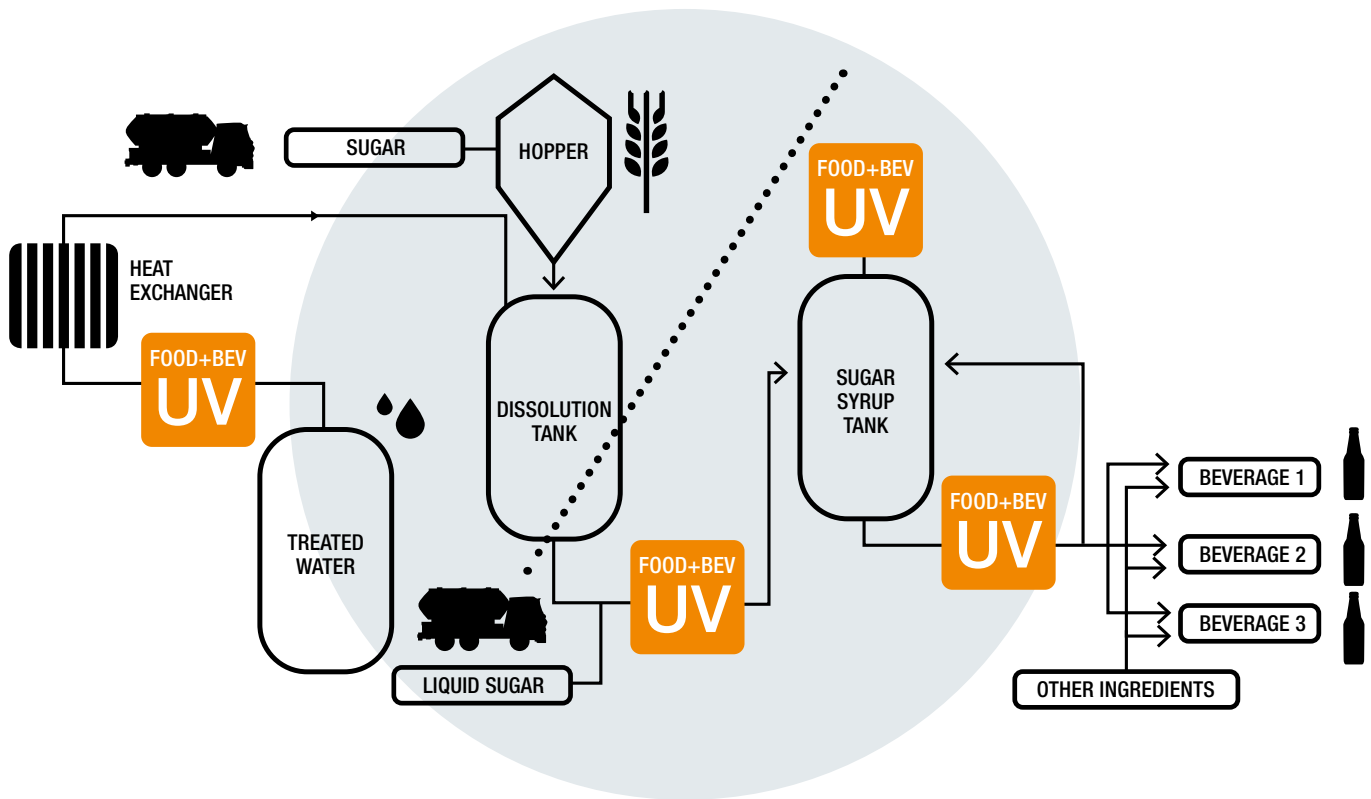 SUGAR
HOPPER
FOOD+BEV
UV
HEAT
EXCHANGER
FOOD+BEV
UV
DISSOLUTION
TANK
SUGAR
SYRUP
TANK
TREATED
WATER
FOOD+BEV
UV
FOOD+BEV
UV
BEVERAGE 1
BEVERAGE 2
BEVERAGE 3
LIQUID SUGAR
OTHER INGREDIENTS